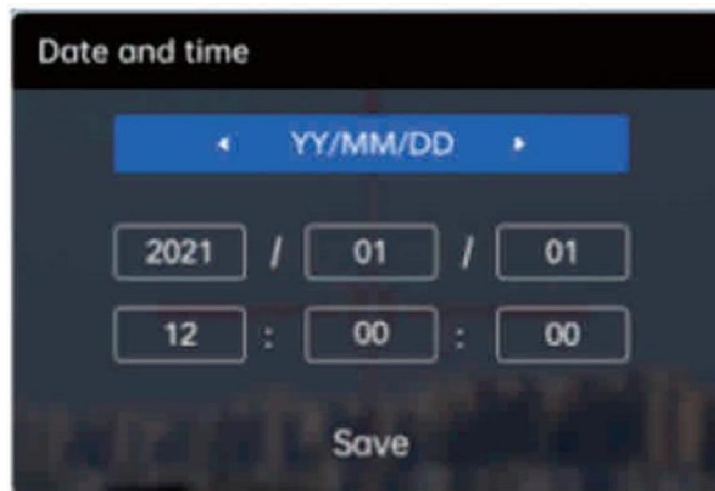 Date and time
YY/MM/DD
2021 / 01 / 01
12 : 00 : 00
Save